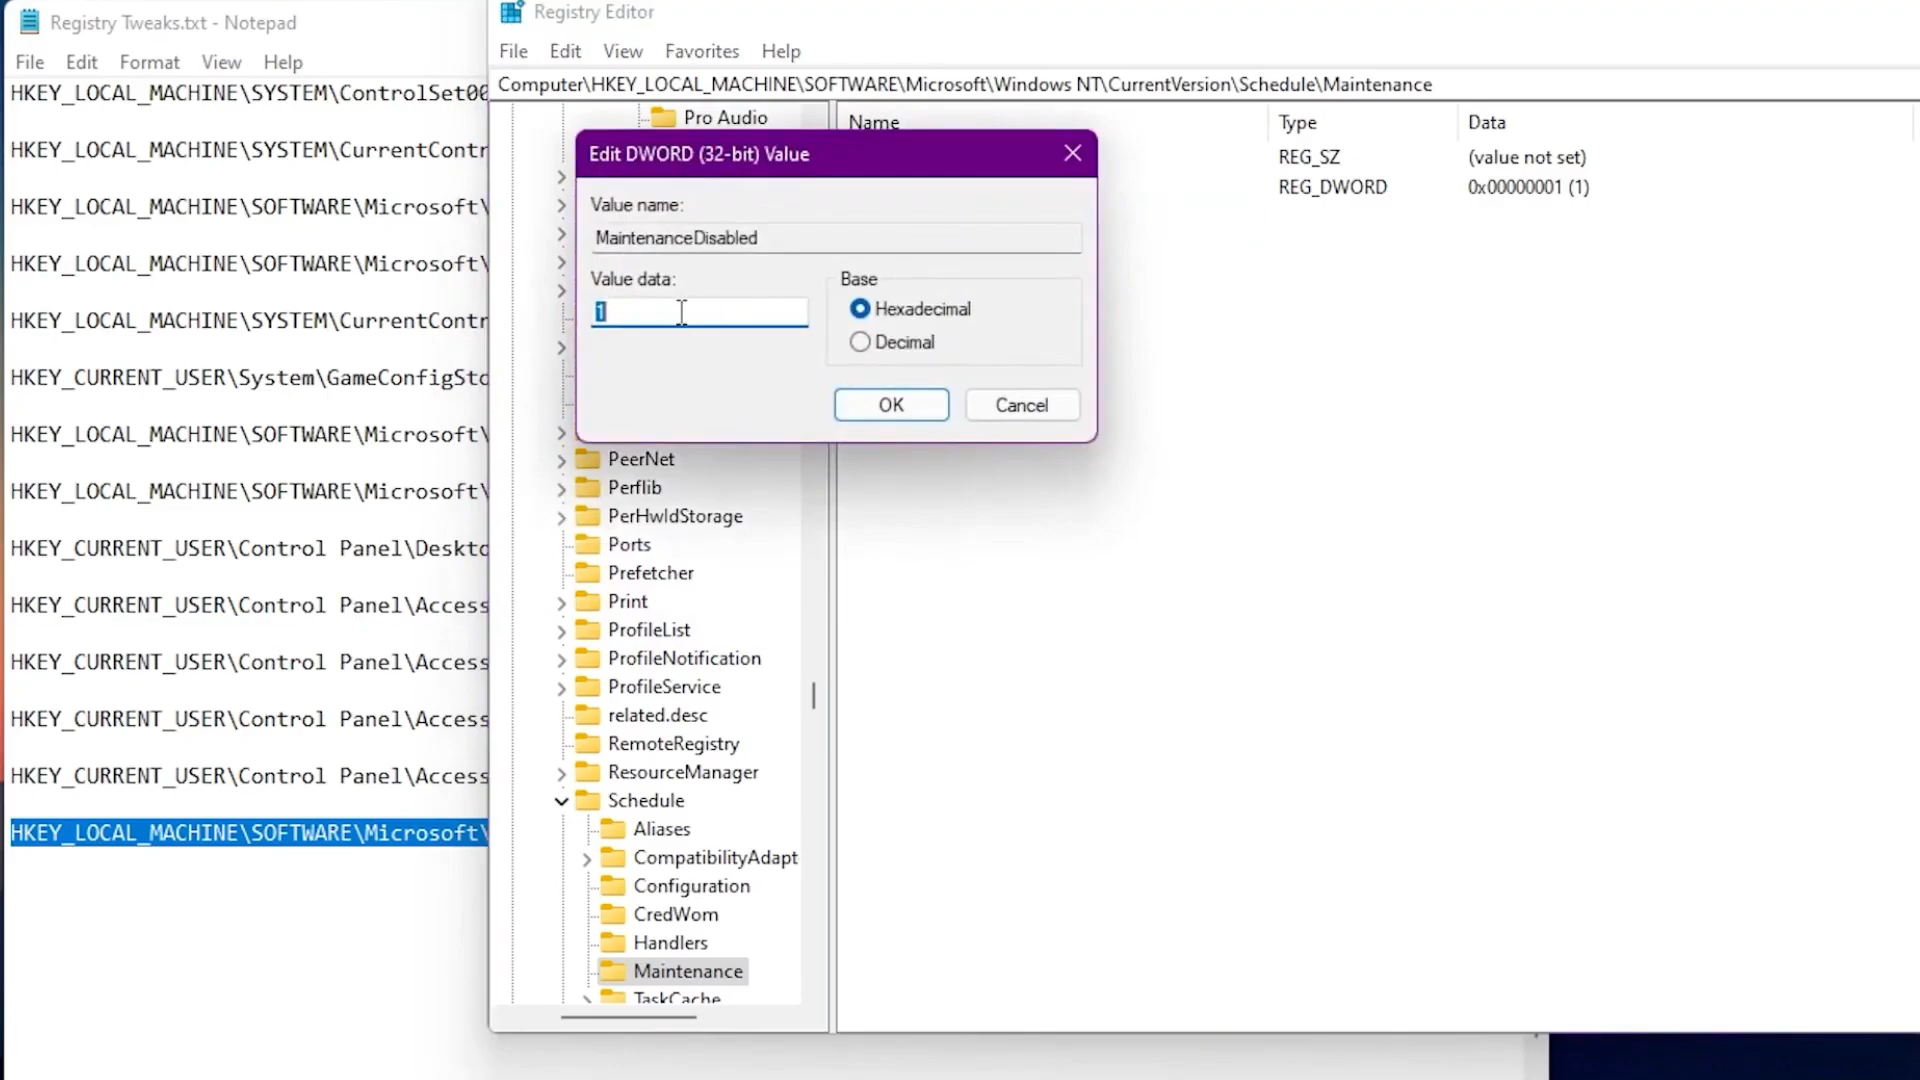 Registry Tweaks.txt - Notepad
File Edit Format View Help
HKEY_LOCAL_MACHINE\SYSTEM\ControlSet00
HKEY_LOCAL_MACHINE\SYSTEM\CurrentContr
HKEY_LOCAL_MACHINE\SOFTWARE\Microsoft\
HKEY_LOCAL_MACHINE\SOFTWARE\Microsoft\
HKEY_LOCAL_MACHINE\SYSTEM\CurrentContr
HKEY_CURRENT_USER\System\GameConfigSto
HKEY_LOCAL_MACHINE\SOFTWARE\Microsoft\
HKEY_LOCAL_MACHINE\SOFTWARE\Microsoft\
HKEY_CURRENT_USER\Control Panel\Deskto
HKEY_CURRENT_USER\Control Panel\Access
HKEY_CURRENT_USER\Control Panel\Access
HKEY_CURRENT_USER\Control Panel\Access
HKEY_CURRENT_USER\Control Panel\Access
HKEY_LOCAL_MACHINE\SOFTWARE\Microsoft\
Registry Editor
File Edit View Favorites Help
Computer\HKEY_LOCAL_MACHINE\SOFTWARE\Microsoft\Windows NT\CurrentVersion\Schedule\Maintenance
Pro Audio
Name Type Data
REG_SZ (value not set)
REG_DWORD 0x00000001 (1)
Edit DWORD (32-bit) Value
Value name:
MaintenanceDisabled
Value data:
1
Base
Hexadecimal
Decimal
OK Cancel
PeerNet
Perflib
PerHwIdStorage
Ports
Prefetcher
Print
ProfileList
ProfileNotification
ProfileService
related.desc
RemoteRegistry
ResourceManager
Schedule
Aliases
CompatibilityAdapt
Configuration
CredWom
Handlers
Maintenance
TaskCache